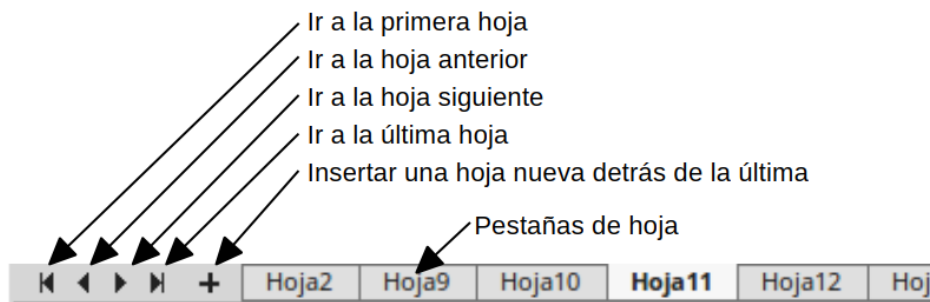 Ir a la primera hoja
Ir a la hoja anterior
Ir a la hoja siguiente
Ir a la última hoja
Insertar una hoja nueva detrás de la última
Pestañas de hoja
Hoja2 Hoja9 Hoja10 Hoja11 Hoja12 Hoj